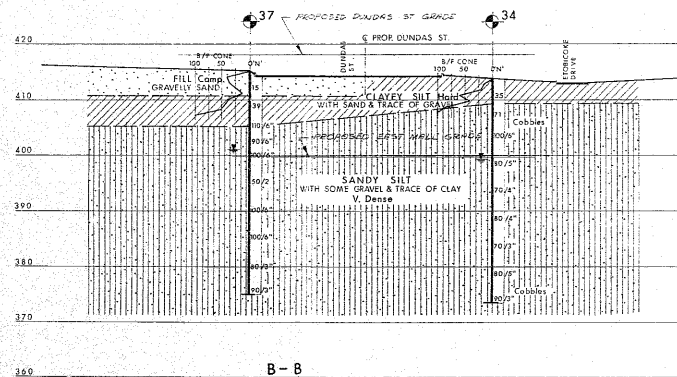 37
34
PROPOSED DUNDAS ST GRADE
420
℄ PROP. DUNDAS ST.
DUNDAS ST
ETOBICOKE DRIVE
B/F CONE
100 50 0 'N'
B/F CONE
100 50 0 'N'
FILL Comp.
GRAVELLY SAND
15
CLAYEY SILT Hard
WITH SAND & TRACE OF GRAVEL
35
410
39
71
Cobbles
110/6"
100/6"
PROPOSED EAST MALL GRADE
90/6"
400
100/6"
90/5"
SANDY SILT
WITH SOME GRAVEL & TRACE OF CLAY
V. Dense
50/2
70/4"
390
100/6"
80/4"
100/6"
70/3"
380
80/3"
80/5"
90/3"
90/3"
Cobbles
370
B-B
360